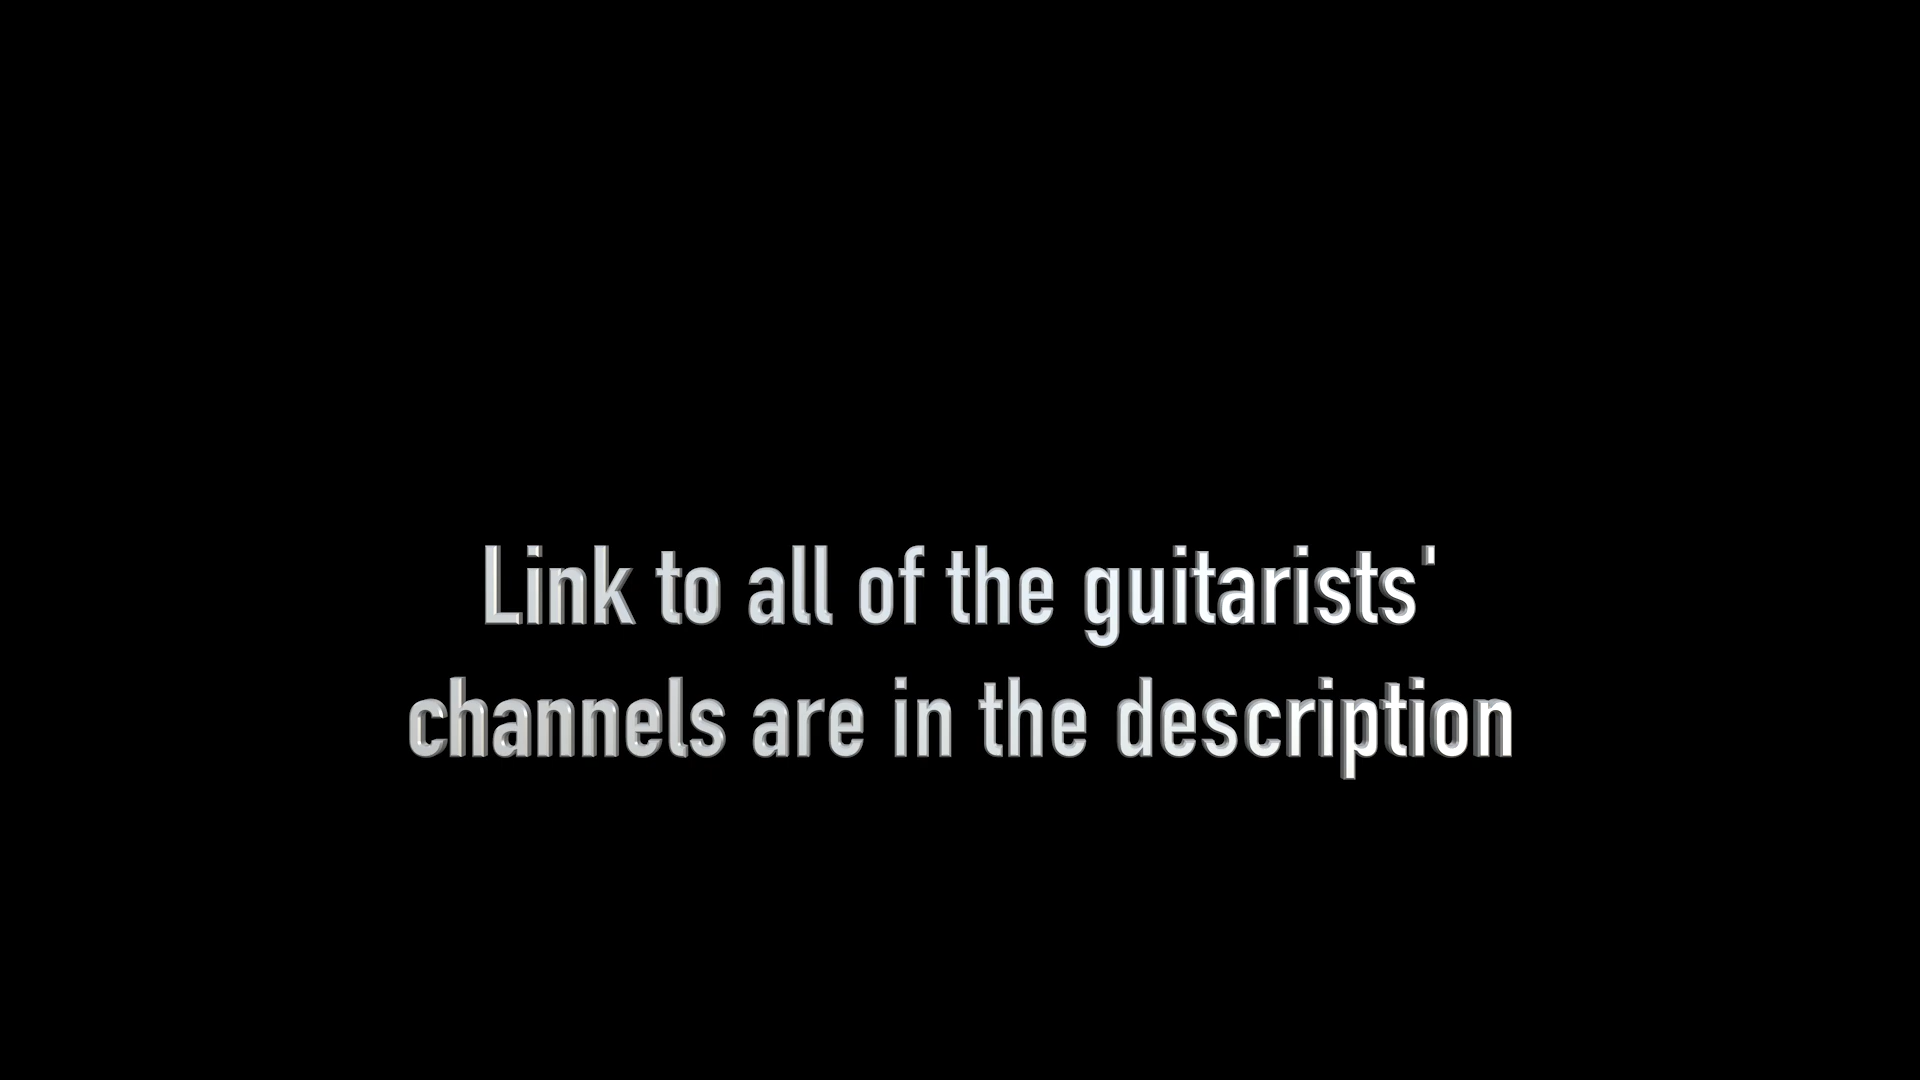 Link to all of the guitarists'
channels are in the description